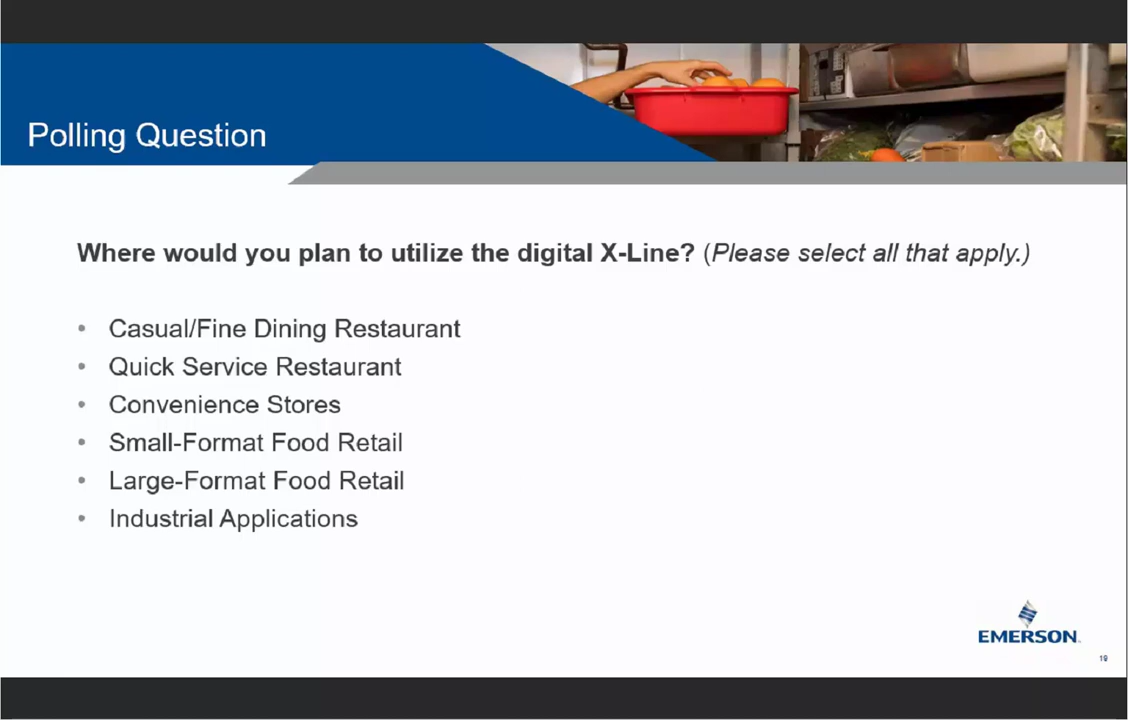 Polling Question
Where would you plan to utilize the digital X-Line? (Please select all that apply.)
• Casual/Fine Dining Restaurant
• Quick Service Restaurant
• Convenience Stores
• Small-Format Food Retail
• Large-Format Food Retail
• Industrial Applications
EMERSON
19